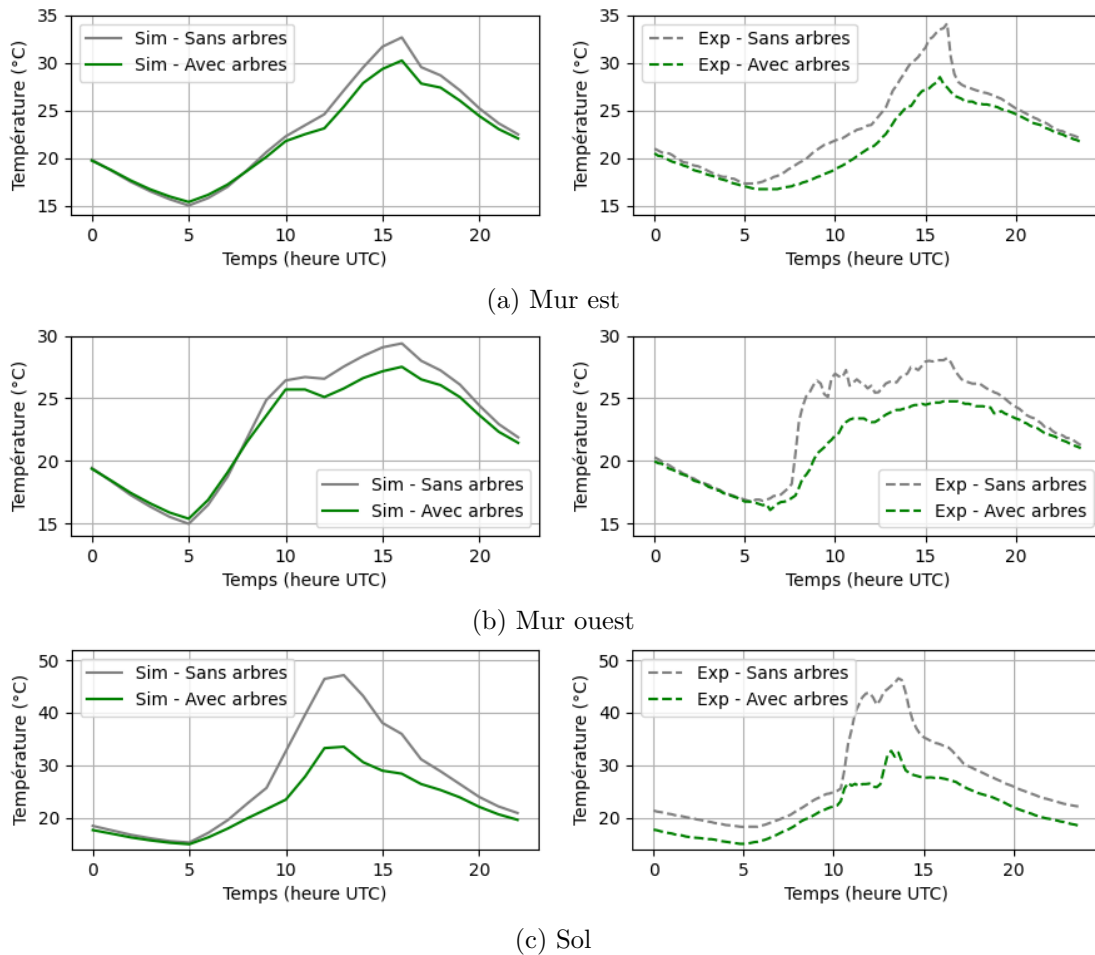 35
30
25
20
15
Température (°C)
Sim - Sans arbres
Sim - Avec arbres
0 5 10 15 20
Temps (heure UTC)
35
30
25
20
15
Température (°C)
Exp - Sans arbres
Exp - Avec arbres
0 5 10 15 20
Temps (heure UTC)
(a) Mur est
30
25
20
15
Température (°C)
Sim - Sans arbres
Sim - Avec arbres
0 5 10 15 20
Temps (heure UTC)
30
25
20
15
Température (°C)
Exp - Sans arbres
Exp - Avec arbres
0 5 10 15 20
Temps (heure UTC)
(b) Mur ouest
50
40
30
20
Température (°C)
Sim - Sans arbres
Sim - Avec arbres
0 5 10 15 20
Temps (heure UTC)
50
40
30
20
Température (°C)
Exp - Sans arbres
Exp - Avec arbres
0 5 10 15 20
Temps (heure UTC)
(c) Sol